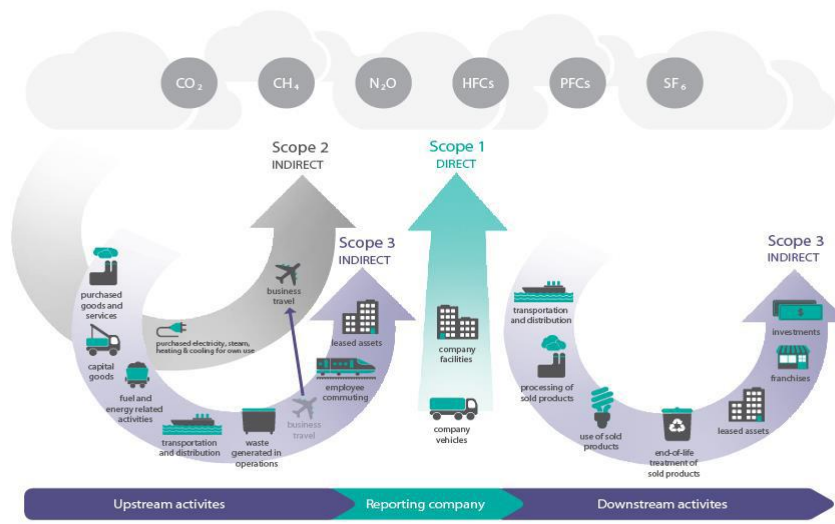 CO₂
CH₄
N₂O
HFCs
PFCs
SF₆
Scope 2
INDIRECT
Scope 1
DIRECT
Scope 3
INDIRECT
Scope 3
INDIRECT
purchased
goods and
services
capital
goods
fuel and
energy related
activities
purchased electricity, steam,
heating & cooling for own use
transportation
and distribution
waste
generated in
operations
business
travel
business
travel
employee
commuting
leased assets
company
facilities
company
vehicles
transportation
and distribution
processing of
sold products
use of sold
products
end-of-life
treatment of
sold products
leased assets
franchises
investments
$
Upstream activites
Reporting company
Downstream activites